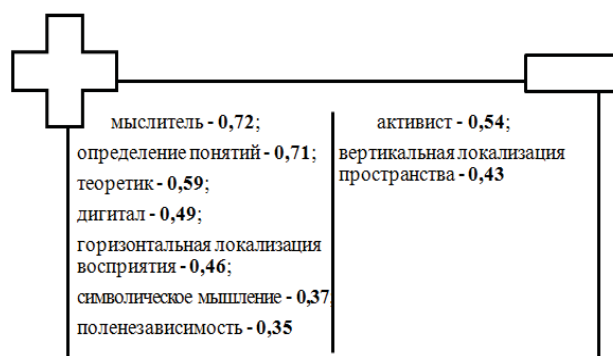 мыслитель - 0,72;
определение понятий - 0,71;
теоретик - 0,59;
дигитал - 0,49;
горизонтальная локализация
восприятия - 0,46;
символическое мышление - 0,37;
поленезависимость - 0,35
активист - 0,54;
вертикальная локализация
пространства - 0,43